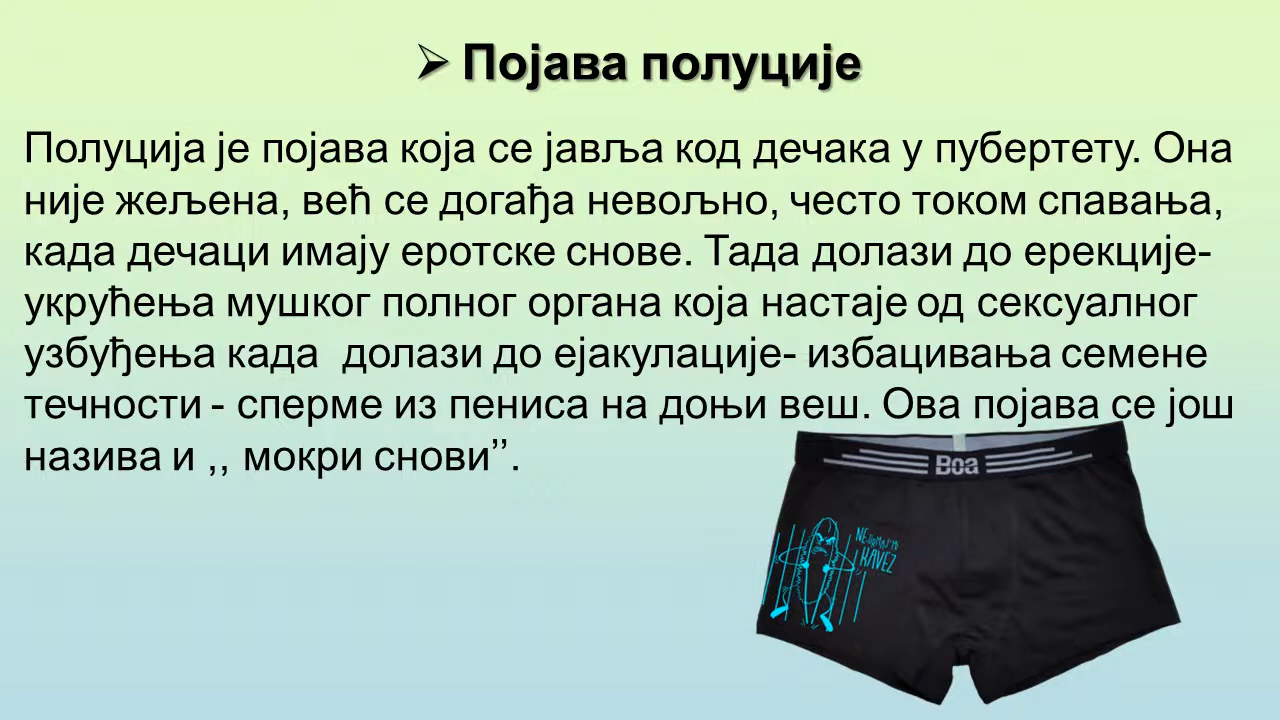 Појава полуције
Полуција је појава која се јавља код дечака у пубертету. Она
није жељена, већ се догађа невољно, често током спавања,
када дечаци имају еротске снове. Тада долази до ерекције-
укрућења мушког полног органа која настаје од сексуалног
узбуђења када  долази до ејакулације- избацивања семене
течности - сперме из пениса на доњи веш. Ова појава се још
назива и ,, мокри снови’’.
Boa
NE
KAVEZ